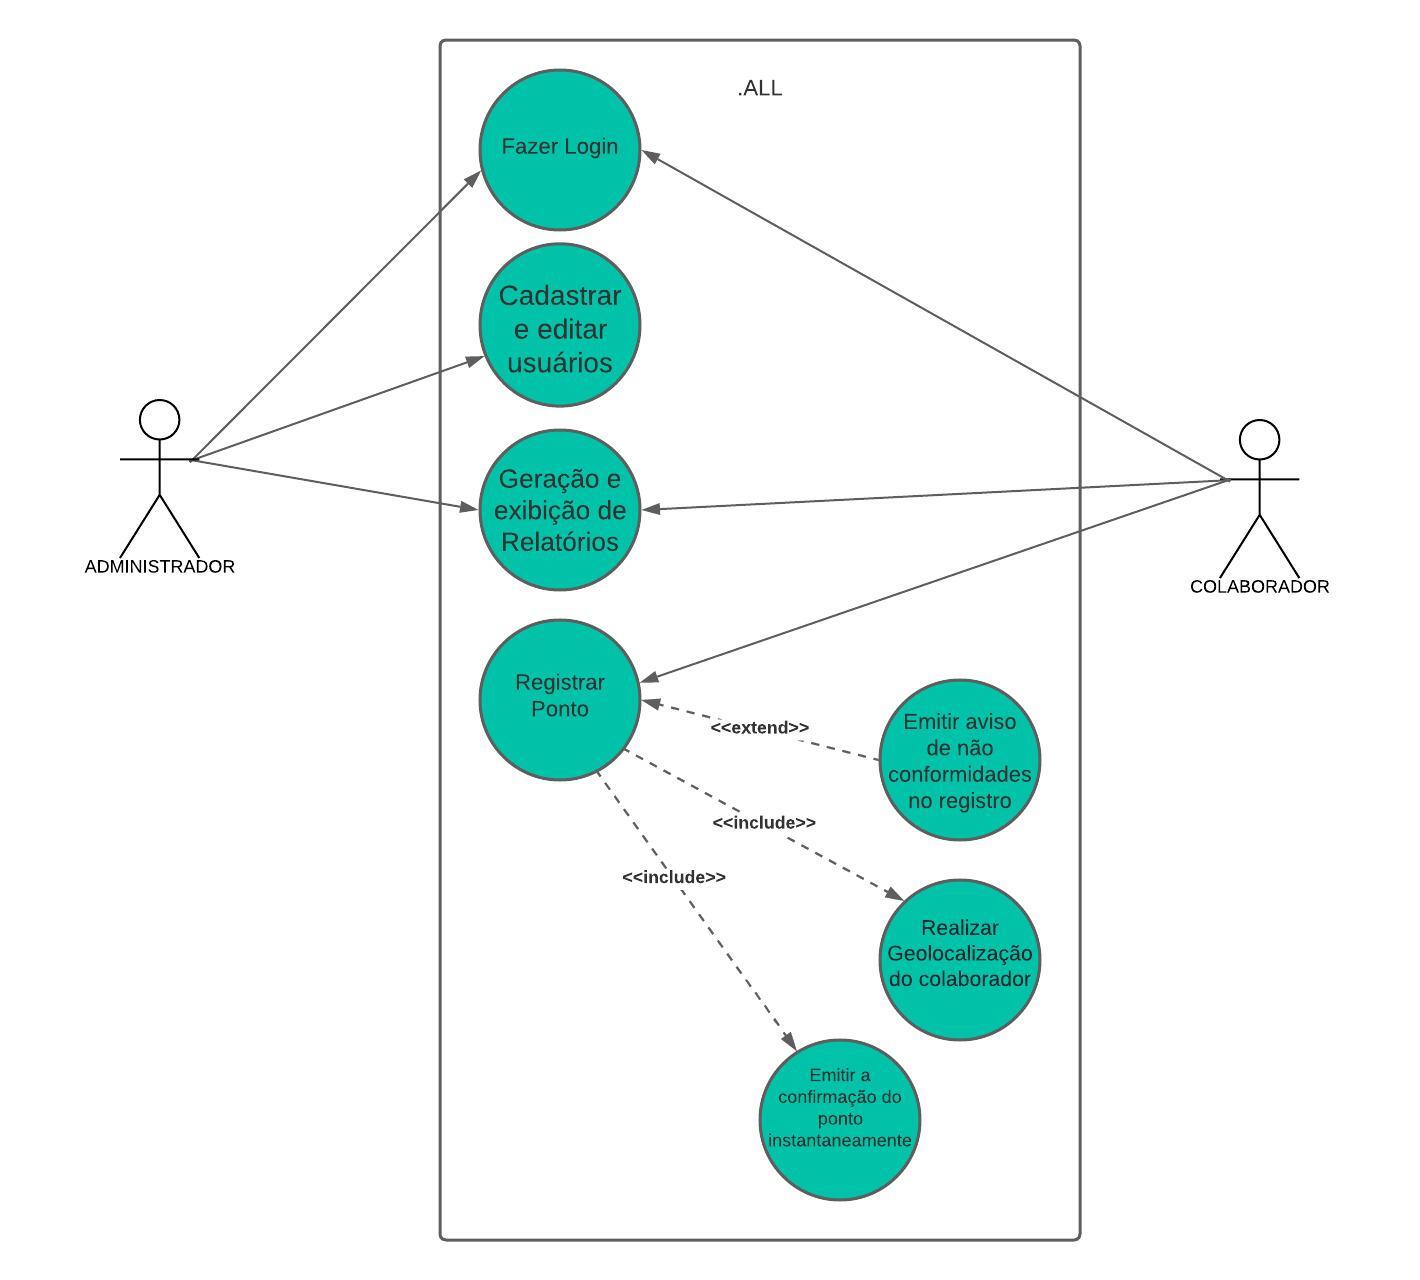 .ALL
Fazer Login
Cadastrar
e editar
usuários
Geração e
exibição de
Relatórios
ADMINISTRADOR
COLABORADOR
Registrar
Ponto
<<extend>>
Emitir aviso
de não
conformidades
no registro
<<include>>
<<include>>
Realizar
Geolocalização
do colaborador
Emitir a
confirmação do
ponto
instantaneamente